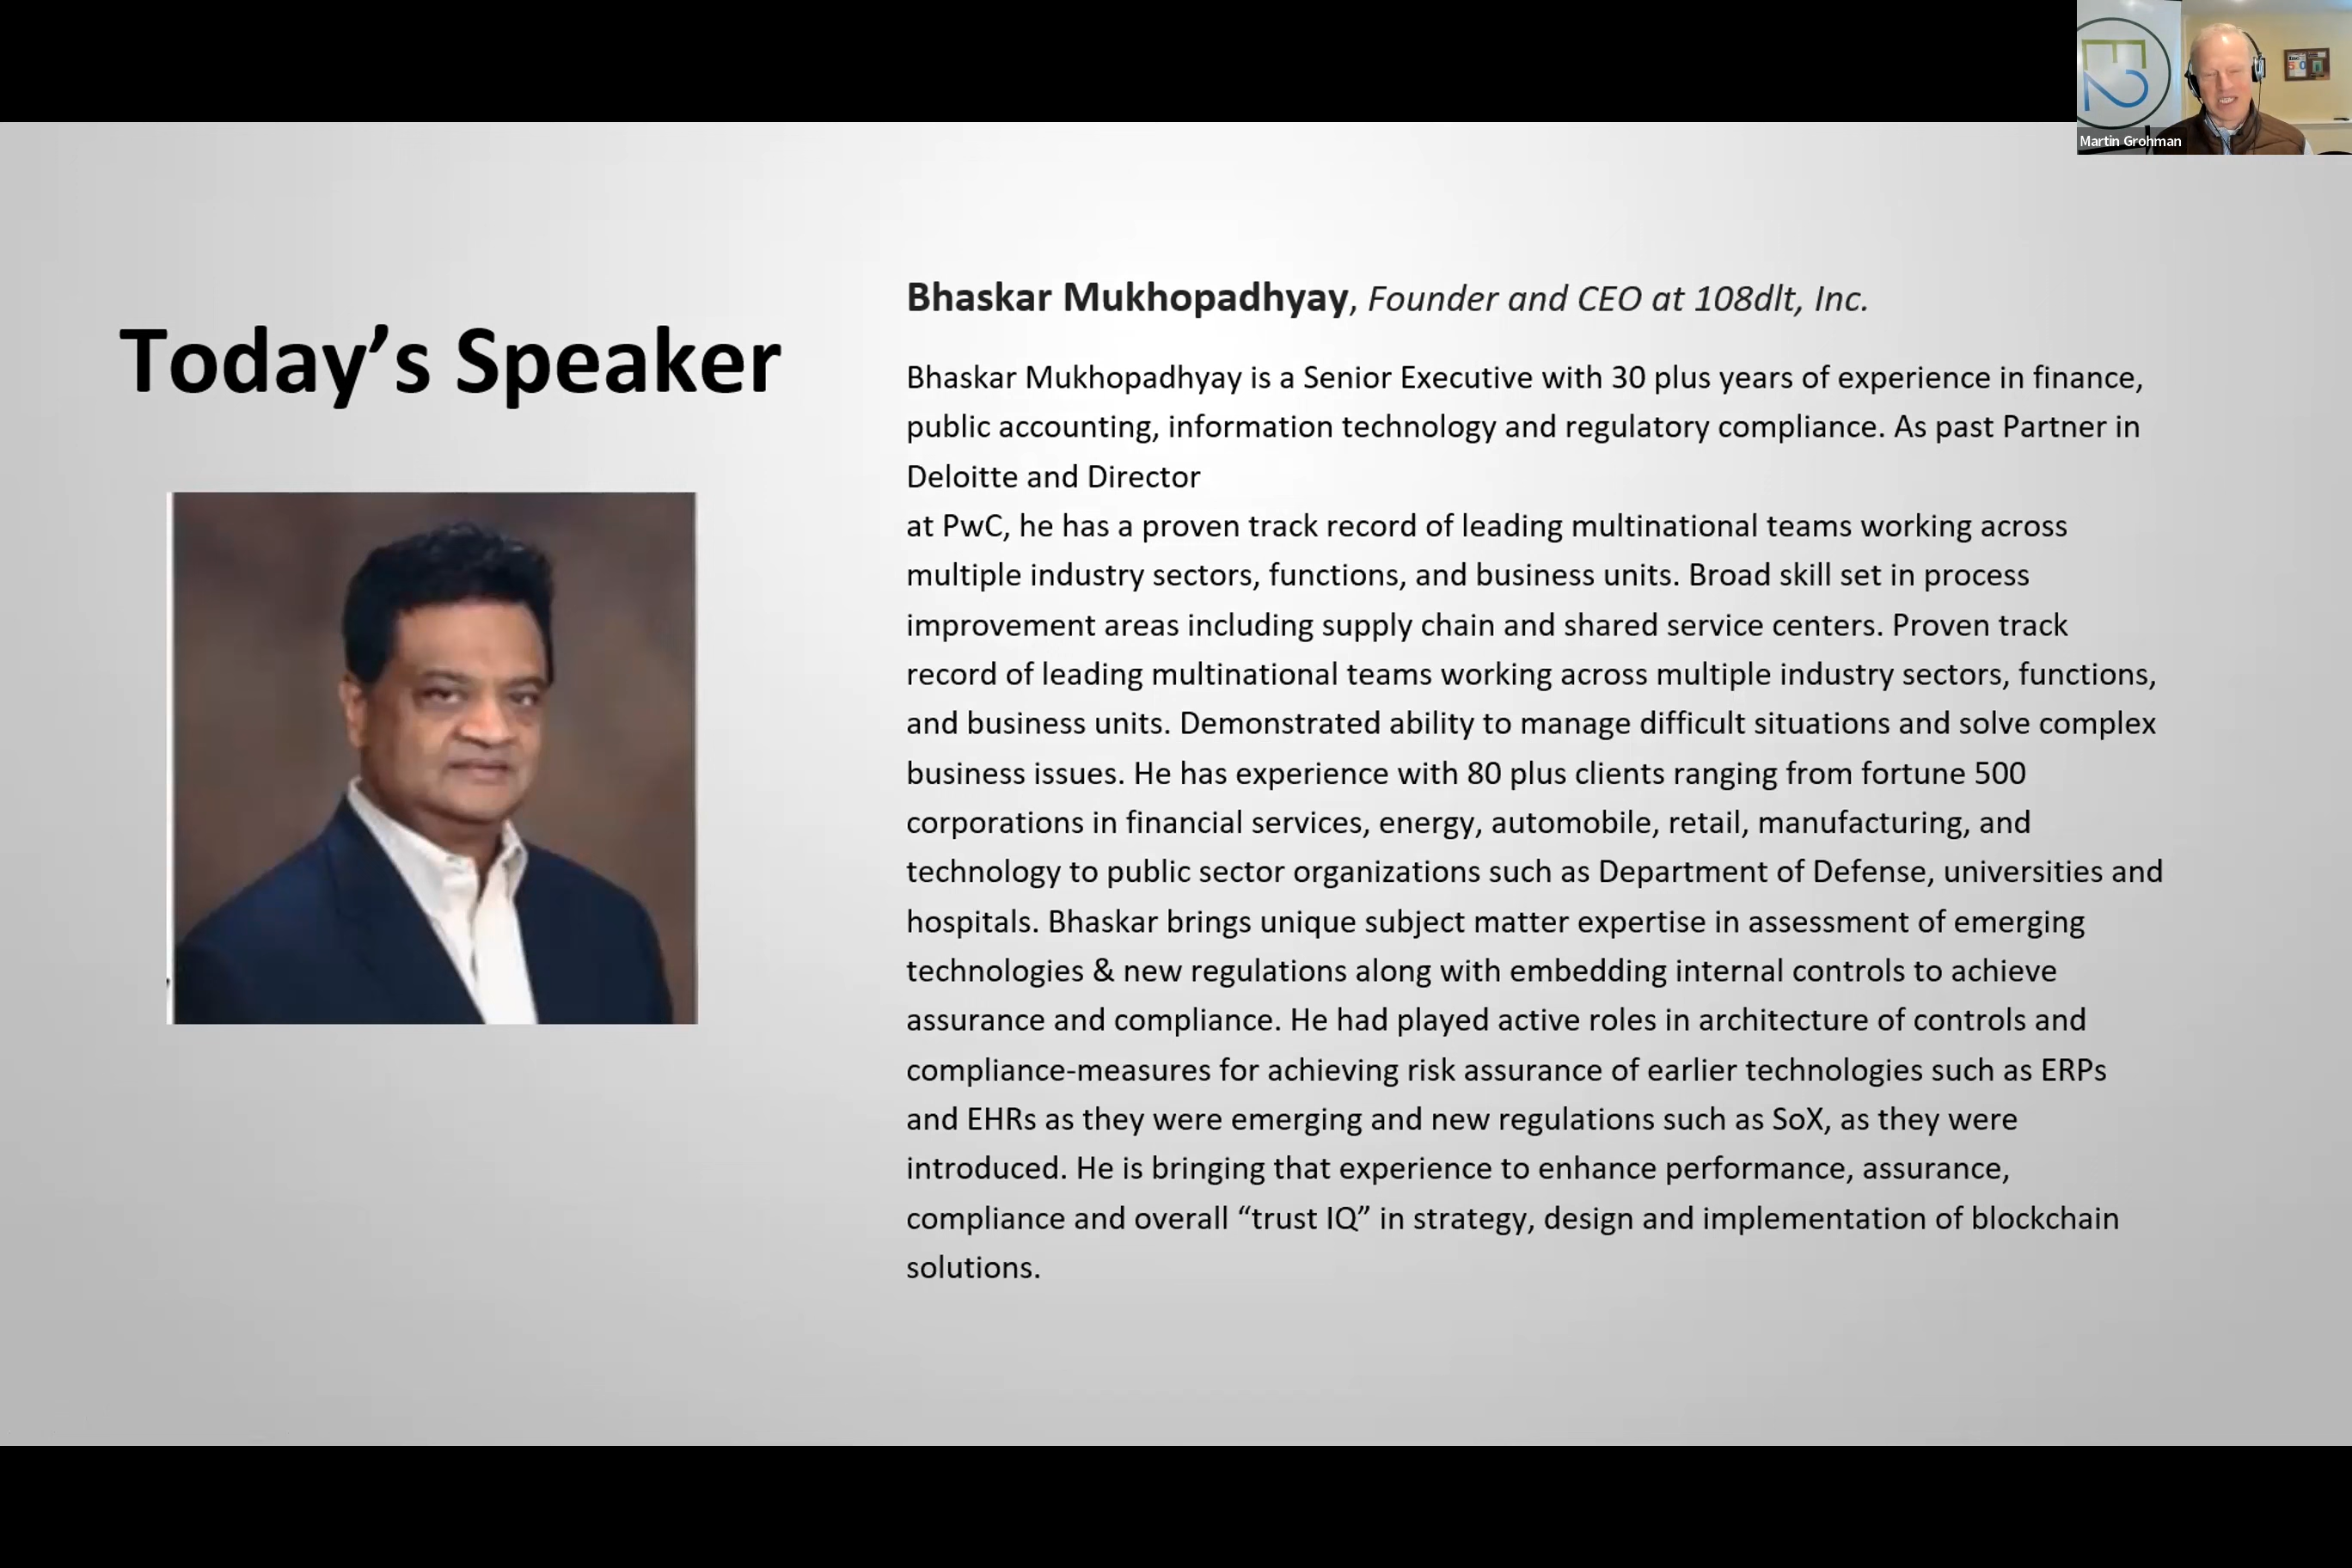 Martin Grohman
Today’s Speaker
Bhaskar Mukhopadhyay, Founder and CEO at 108dlt, Inc.
Bhaskar Mukhopadhyay is a Senior Executive with 30 plus years of experience in finance,
public accounting, information technology and regulatory compliance. As past Partner in
Deloitte and Director
at PwC, he has a proven track record of leading multinational teams working across
multiple industry sectors, functions, and business units. Broad skill set in process
improvement areas including supply chain and shared service centers. Proven track
record of leading multinational teams working across multiple industry sectors, functions,
and business units. Demonstrated ability to manage difficult situations and solve complex
business issues. He has experience with 80 plus clients ranging from fortune 500
corporations in financial services, energy, automobile, retail, manufacturing, and
technology to public sector organizations such as Department of Defense, universities and
hospitals. Bhaskar brings unique subject matter expertise in assessment of emerging
technologies & new regulations along with embedding internal controls to achieve
assurance and compliance. He had played active roles in architecture of controls and
compliance-measures for achieving risk assurance of earlier technologies such as ERPs
and EHRs as they were emerging and new regulations such as SoX, as they were
introduced. He is bringing that experience to enhance performance, assurance,
compliance and overall “trust IQ” in strategy, design and implementation of blockchain
solutions.